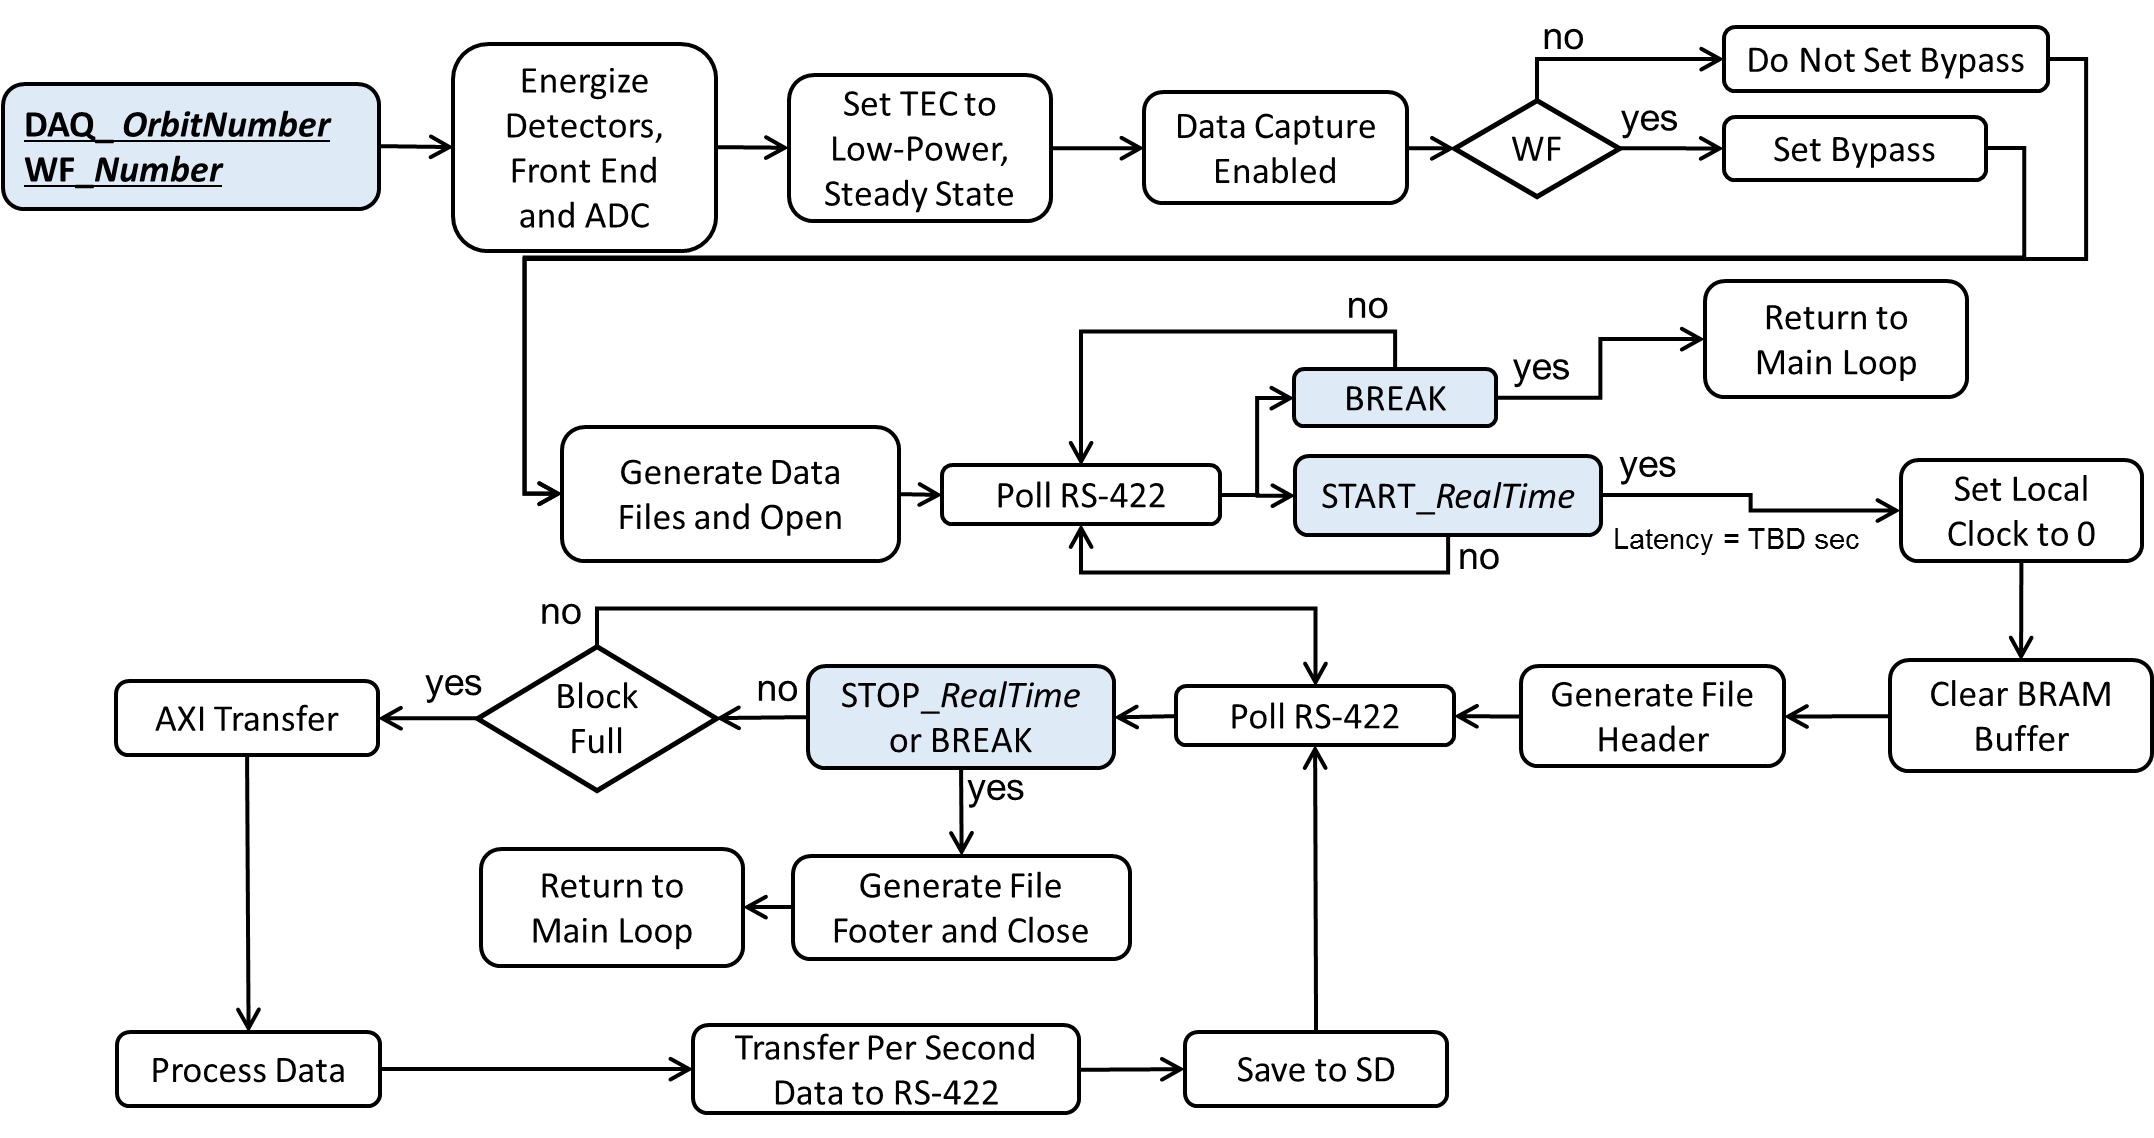 DAQ_ OrbitNumber
WF_Number
Energize
Detectors,
Front End
and ADC
Set TEC to
Low-Power,
Steady State
Data Capture
Enabled
WF
no
Do Not Set Bypass
yes
Set Bypass
Generate Data
Files and Open
Poll RS-422
no
BREAK
yes
Return to
Main Loop
START_RealTime
yes
Latency = TBD sec
no
Set Local
Clock to 0
Clear BRAM
Buffer
Generate File
Header
Poll RS-422
STOP_RealTime
or BREAK
no
yes
Block
Full
no
yes
AXI Transfer
Generate File
Footer and Close
Return to
Main Loop
Process Data
Transfer Per Second
Data to RS-422
Save to SD